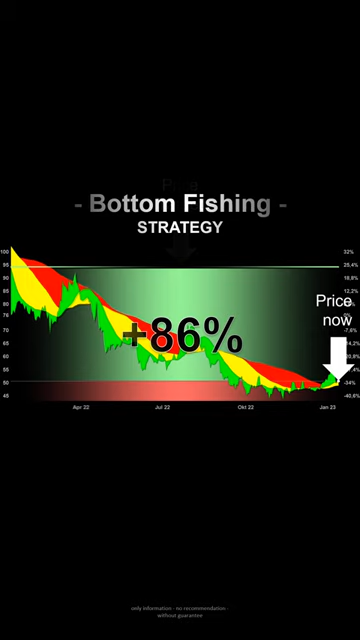 - Bottom Fishing -
STRATEGY
100
95
90
85
80
76
70
65
60
55
50
45
32%
25,4%
18,8%
12,2%
Price
now
-7,6%
-34%
-40,6%
+86%
Apr 22
Jul 22
Okt 22
Jan 23
only information - no recommendation -
without guarantee